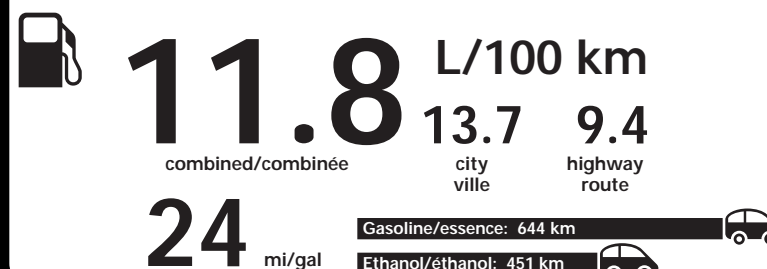 11.8 L/100 km
13.7 9.4
combined/combinée city highway
ville route
24 mi/gal
Gasoline/essence: 644 km
Ethanol/éthanol: 451 km